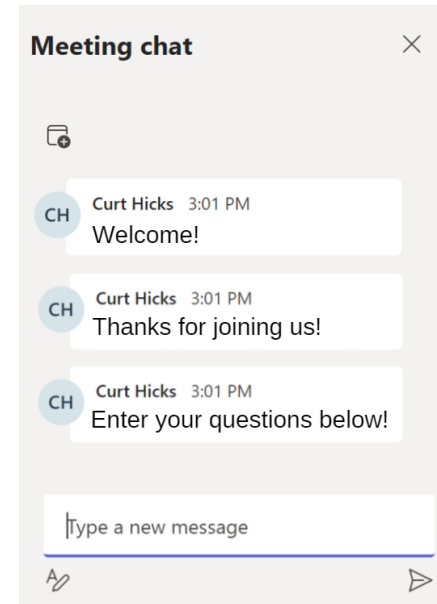 Meeting chat
CH
Curt Hicks 3:01 PM
Welcome!
CH
Curt Hicks 3:01 PM
Thanks for joining us!
CH
Curt Hicks 3:01 PM
Enter your questions below!
Type a new message